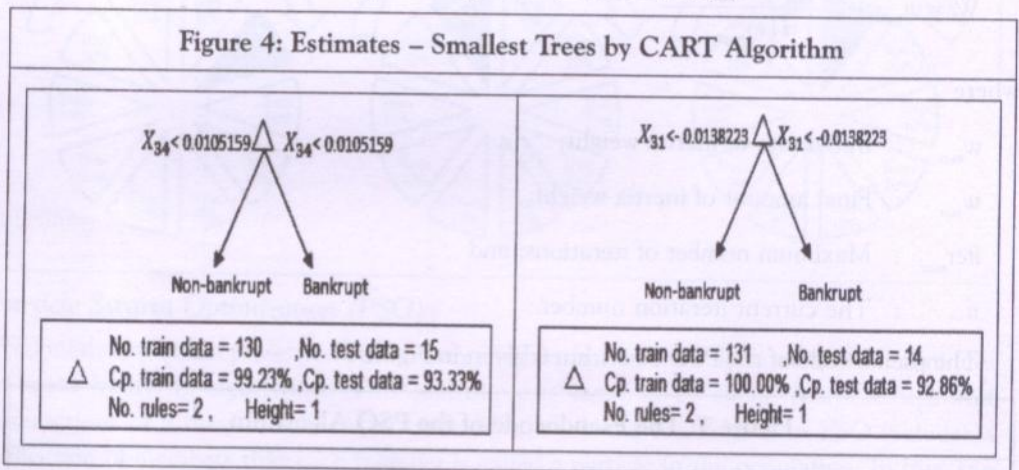 Figure 4: Estimates – Smallest Trees by CART Algorithm
X34<0.0105159 X34<0.0105159
Non-bankrupt Bankrupt
No. train data = 130 ,No. test data = 15
Cp. train data = 99.23% ,Cp. test data = 93.33%
No. rules= 2 , Height= 1
X31<-0.0138223 X31<-0.0138223
Non-bankrupt Bankrupt
No. train data = 131 ,No. test data = 14
Cp. train data = 100.00% ,Cp. test data = 92.86%
No. rules= 2 , Height= 1